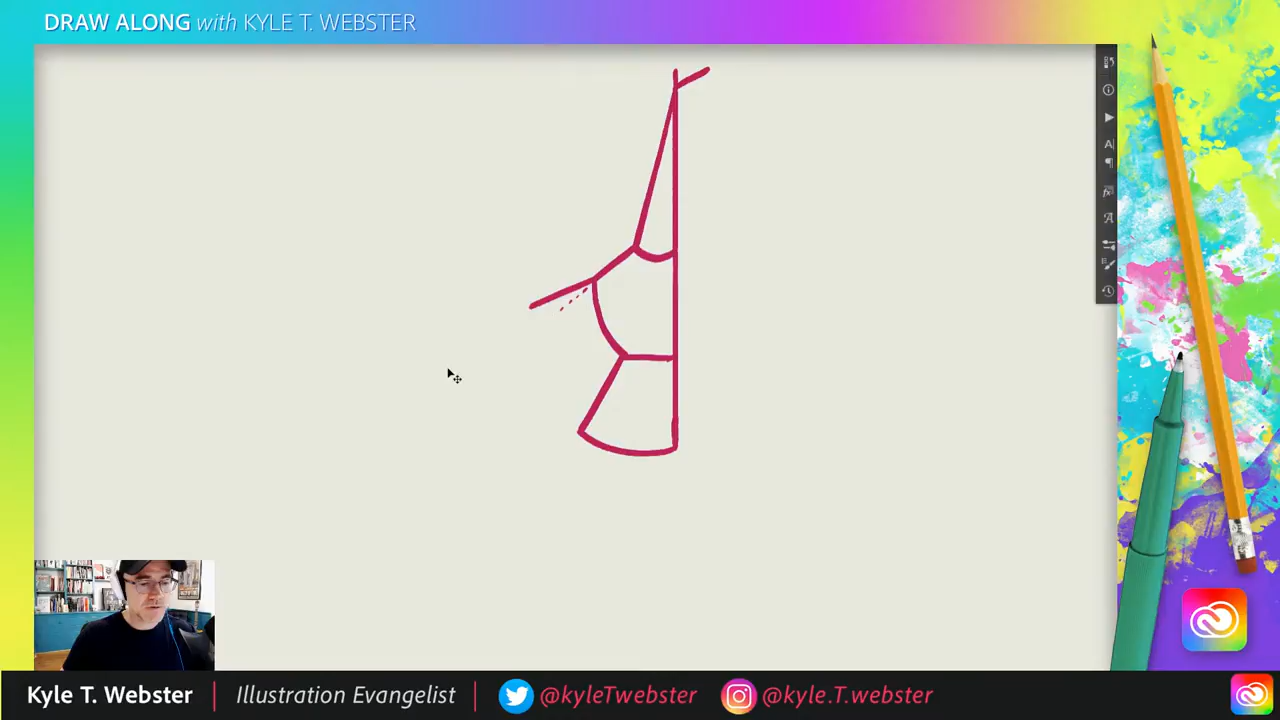 DRAW ALONG with KYLE T. WEBSTER
Kyle T. Webster | Illustration Evangelist | @kyleTwebster @kyle.T.webster